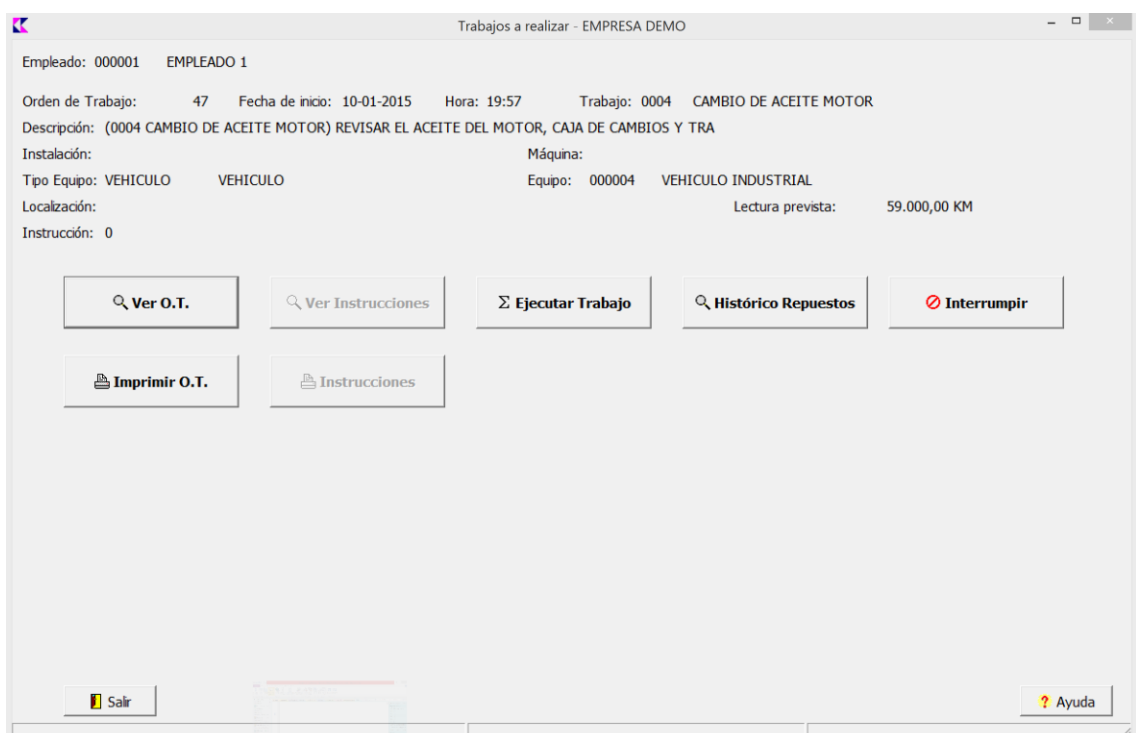 Trabajos a realizar - EMPRESA DEMO
Empleado: 000001 EMPLEADO 1
Orden de Trabajo: 47 Fecha de inicio: 10-01-2015 Hora: 19:57 Trabajo: 0004 CAMBIO DE ACEITE MOTOR
Descripción: (0004 CAMBIO DE ACEITE MOTOR) REVISAR EL ACEITE DEL MOTOR, CAJA DE CAMBIOS Y TRA
Instalación: Máquina:
Tipo Equipo: VEHICULO VEHICULO Equipo: 000004 VEHICULO INDUSTRIAL
Localización: Lectura prevista: 59.000,00 KM
Instrucción: 0
Ver O.T. Ver Instrucciones Σ Ejecutar Trabajo Histórico Repuestos Interrumpir
Imprimir O.T. Instrucciones
Salir ? Ayuda